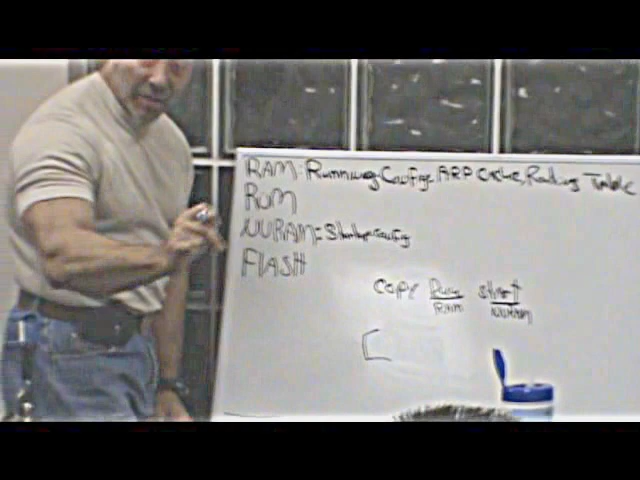 RAM: Running Config, ARP Cache, Routing Table
ROM
NVRAM: Startup config
FLASH
Copy Run Start
RAM NVRAM